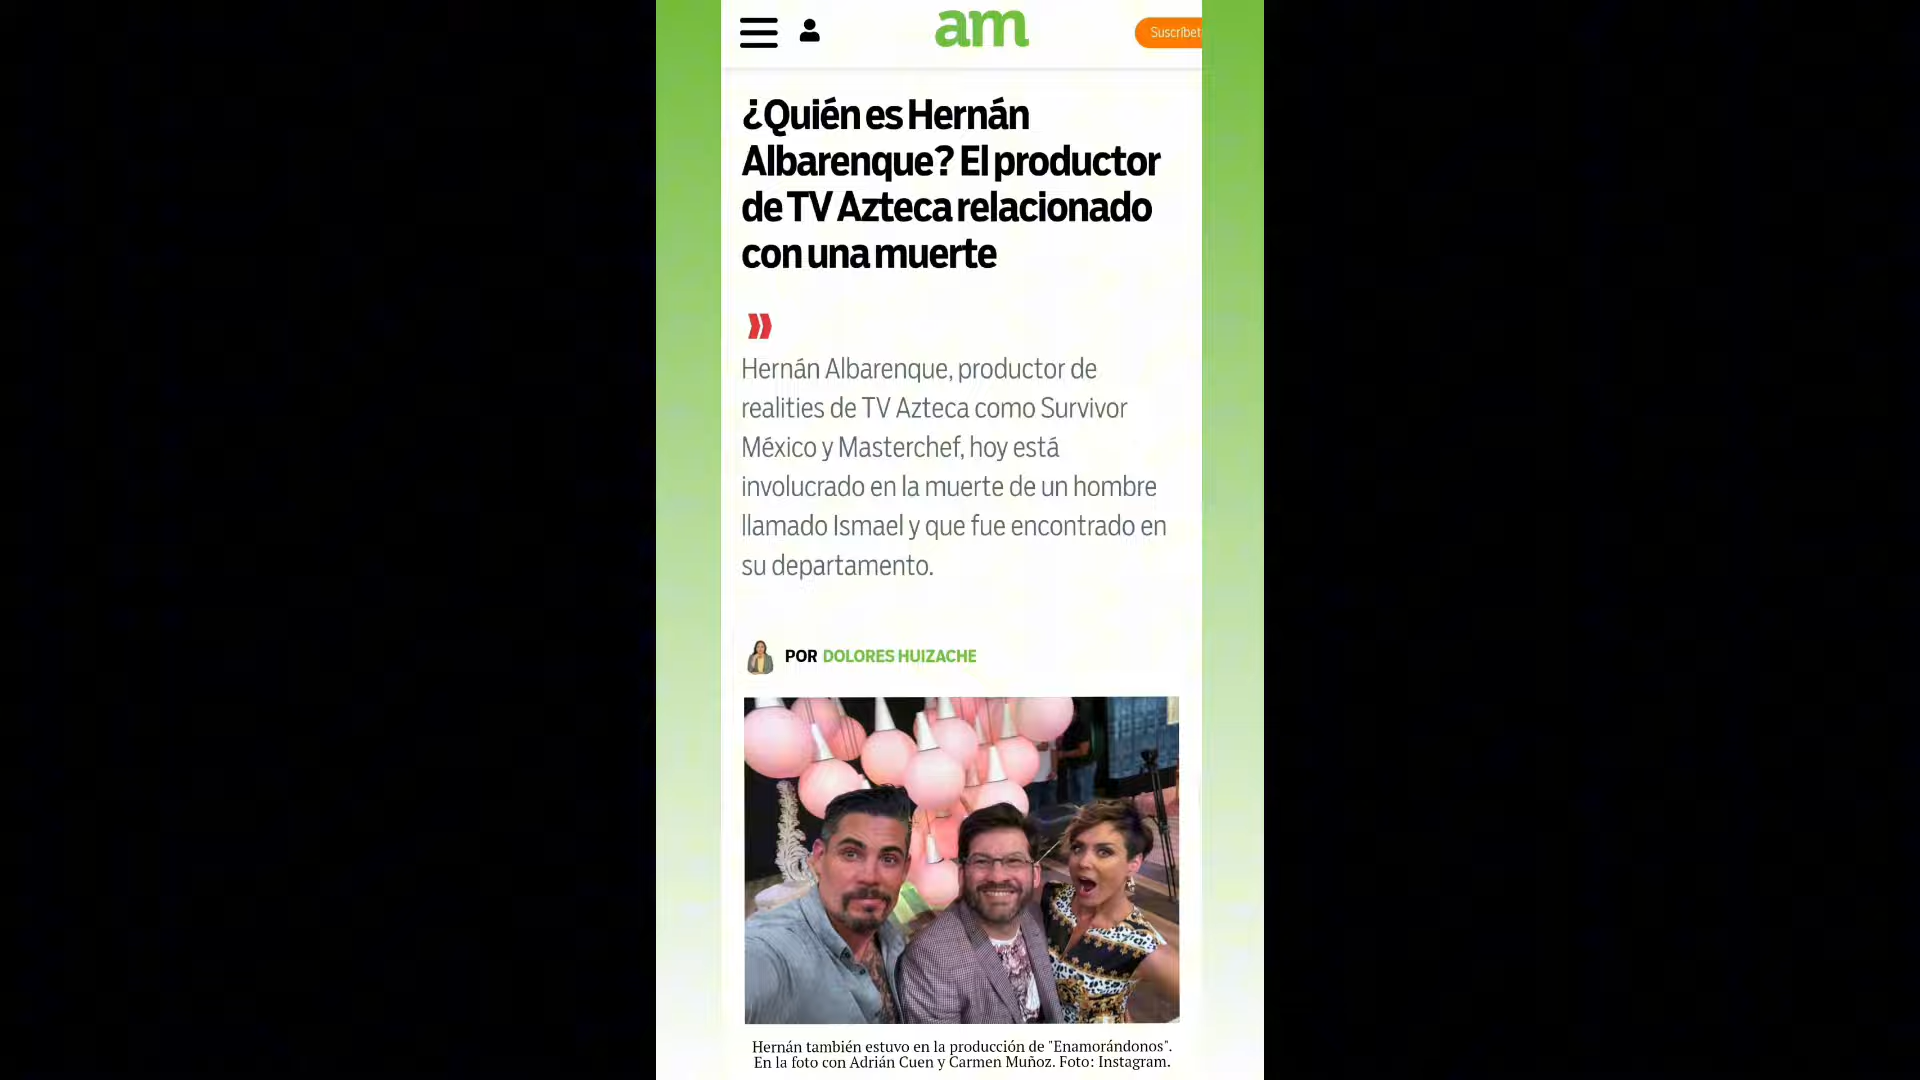 am
Suscríbet
¿Quién es Hernán
Albarenque? El productor
de TV Azteca relacionado
con una muerte
Hernán Albarenque, productor de
realities de TV Azteca como Survivor
México y Masterchef, hoy está
involucrado en la muerte de un hombre
llamado Ismael y que fue encontrado en
su departamento.
POR DOLORES HUIZACHE
Hernán también estuvo en la producción de "Enamorándonos".
En la foto con Adrián Cuen y Carmen Muñoz. Foto: Instagram.